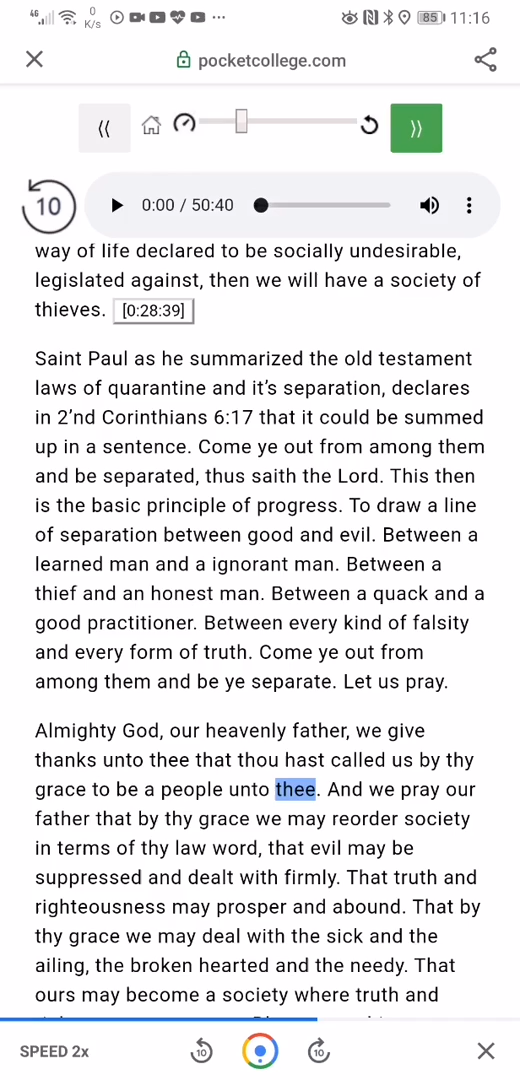 46 0 K/s ... 85 11:16
pocketcollege.com
⟨⟨ ⟩⟩
10 0:00 / 50:40
way of life declared to be socially undesirable,
legislated against, then we will have a society of
thieves. [0:28:39]
Saint Paul as he summarized the old testament
laws of quarantine and it’s separation, declares
in 2’nd Corinthians 6:17 that it could be summed
up in a sentence. Come ye out from among them
and be separated, thus saith the Lord. This then
is the basic principle of progress. To draw a line
of separation between good and evil. Between a
learned man and a ignorant man. Between a
thief and an honest man. Between a quack and a
good practitioner. Between every kind of falsity
and every form of truth. Come ye out from
among them and be ye separate. Let us pray.
Almighty God, our heavenly father, we give
thanks unto thee that thou hast called us by thy
grace to be a people unto thee. And we pray our
father that by thy grace we may reorder society
in terms of thy law word, that evil may be
suppressed and dealt with firmly. That truth and
righteousness may prosper and abound. That by
thy grace we may deal with the sick and the
ailing, the broken hearted and the needy. That
ours may become a society where truth and
SPEED 2x 10 10